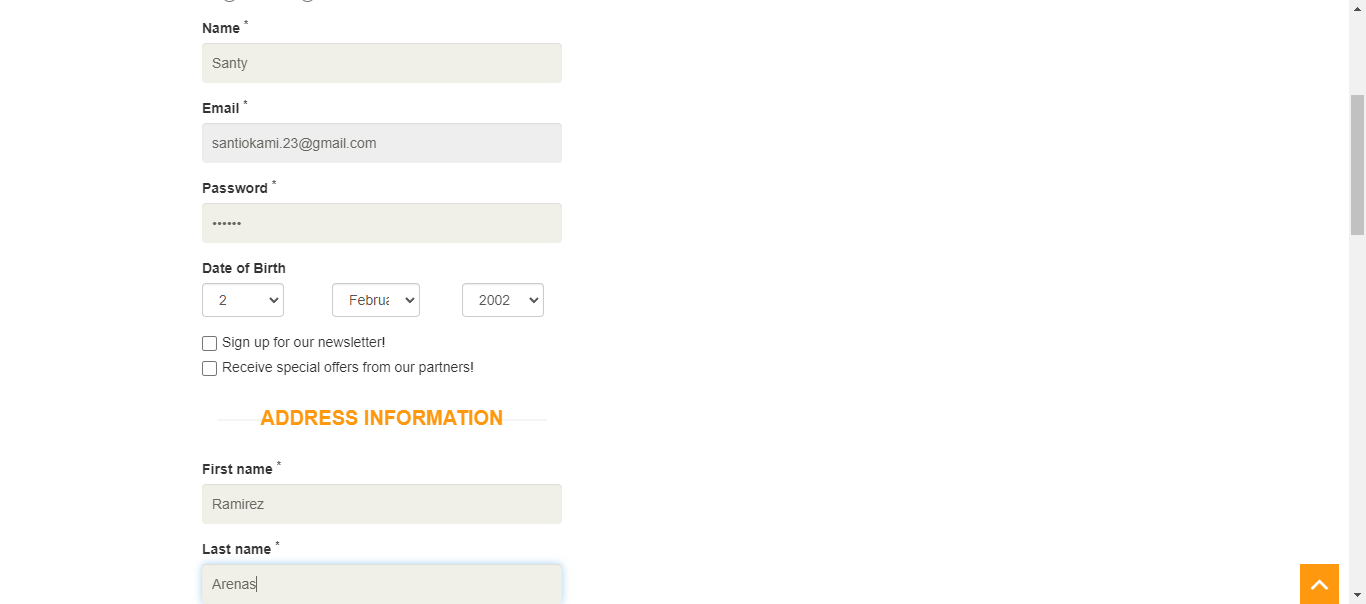 Name *
Santy
Email *
santiokami.23@gmail.com
Password *
••••••
Date of Birth
2 Februa 2002
Sign up for our newsletter!
Receive special offers from our partners!
ADDRESS INFORMATION
First name *
Ramirez
Last name *
Arenas